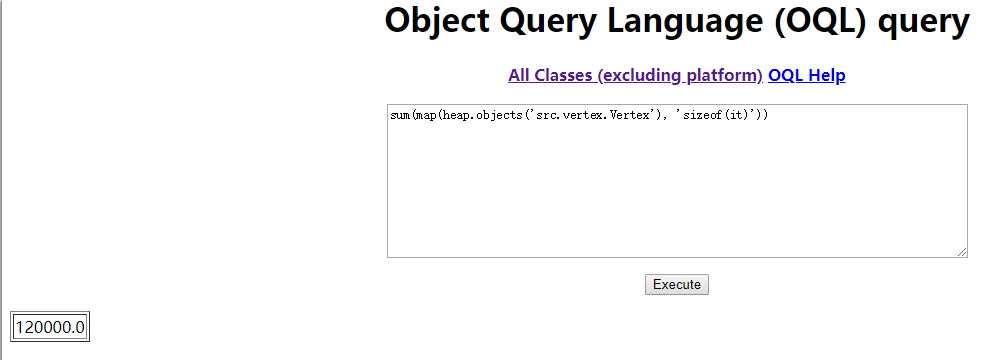 Object Query Language (OQL) query
All Classes (excluding platform) OQL Help
sum(map(heap.objects('src.vertex.Vertex'), 'sizeof(it)'))
Execute
120000.0